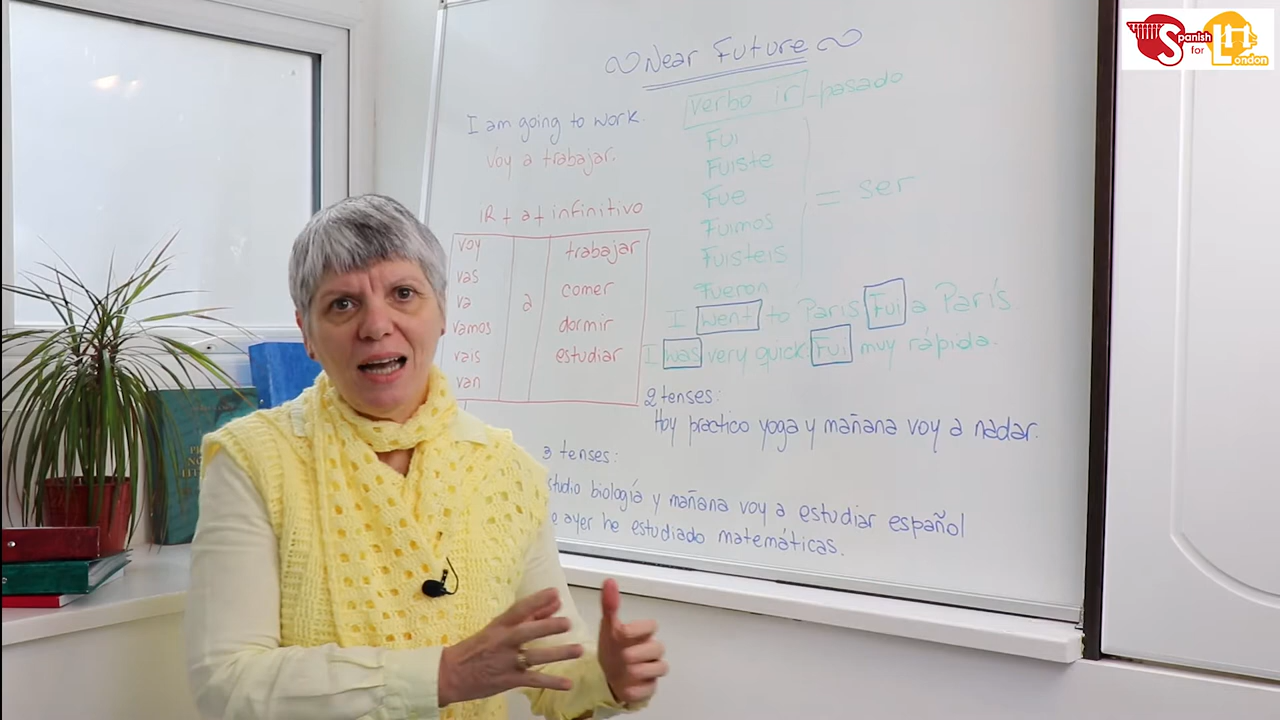 Spanish
for
London
~ Near Future ~
I am going to work.
Voy a trabajar.
IR + a + infinitivo
voy
vas
va
vamos
vais
van
a
trabajar
comer
dormir
estudiar
verbo ir - pasado
Fui
Fuiste
Fue
Fuimos
Fuisteis
Fueron
= ser
I went to Paris Fui a París.
I was very quick. Fui muy rápida.
2 tenses:
Hoy practico yoga y mañana voy a nadar.
3 tenses:
studio biología y mañana voy a estudiar español
e ayer he estudiado matemáticas.